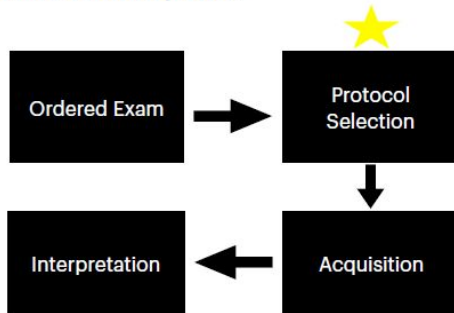 Ordered Exam
Protocol
Selection
Interpretation
Acquisition